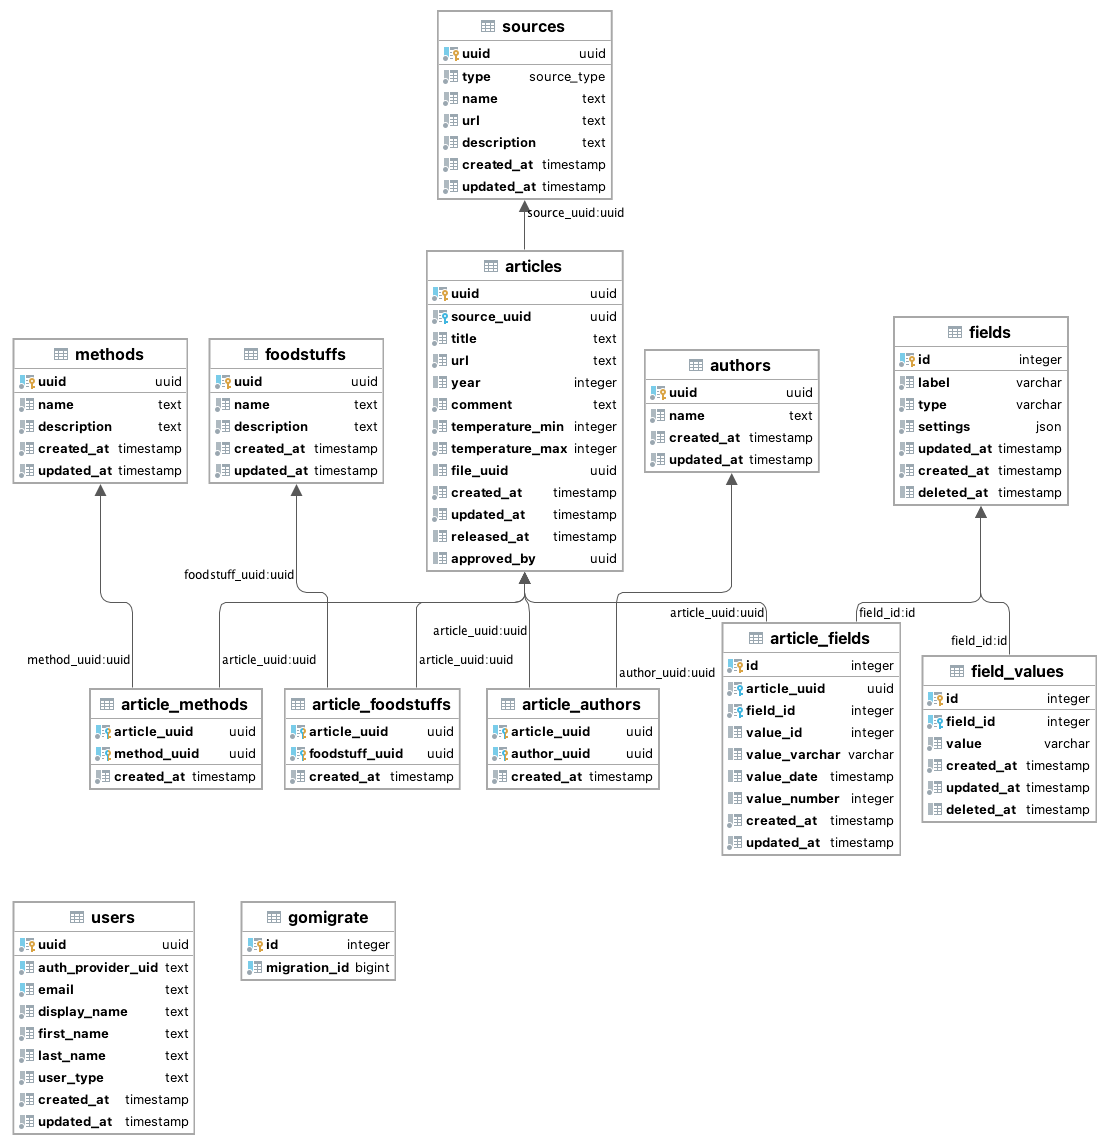 sources
uuid uuid
type source_type
name text
url text
description text
created_at timestamp
updated_at timestamp
source_uuid:uuid
articles
uuid uuid
source_uuid uuid
title text
url text
year integer
comment text
temperature_min integer
temperature_max integer
file_uuid uuid
created_at timestamp
updated_at timestamp
released_at timestamp
approved_by uuid
methods
uuid uuid
name text
description text
created_at timestamp
updated_at timestamp
foodstuffs
uuid uuid
name text
description text
created_at timestamp
updated_at timestamp
authors
uuid uuid
name text
created_at timestamp
updated_at timestamp
fields
id integer
label varchar
type varchar
settings json
updated_at timestamp
created_at timestamp
deleted_at timestamp
foodstuff_uuid:uuid
article_uuid:uuid
field_id:id
article_uuid:uuid
field_id:id
method_uuid:uuid
article_uuid:uuid
article_uuid:uuid
author_uuid:uuid
article_methods
article_uuid uuid
method_uuid uuid
created_at timestamp
article_foodstuffs
article_uuid uuid
foodstuff_uuid uuid
created_at timestamp
article_authors
article_uuid uuid
author_uuid uuid
created_at timestamp
article_fields
id integer
article_uuid uuid
field_id integer
value_id integer
value_varchar varchar
value_date timestamp
value_number integer
created_at timestamp
updated_at timestamp
field_values
id integer
field_id integer
value varchar
created_at timestamp
updated_at timestamp
deleted_at timestamp
users
uuid uuid
auth_provider_uid text
email text
display_name text
first_name text
last_name text
user_type text
created_at timestamp
updated_at timestamp
gomigrate
id integer
migration_id bigint